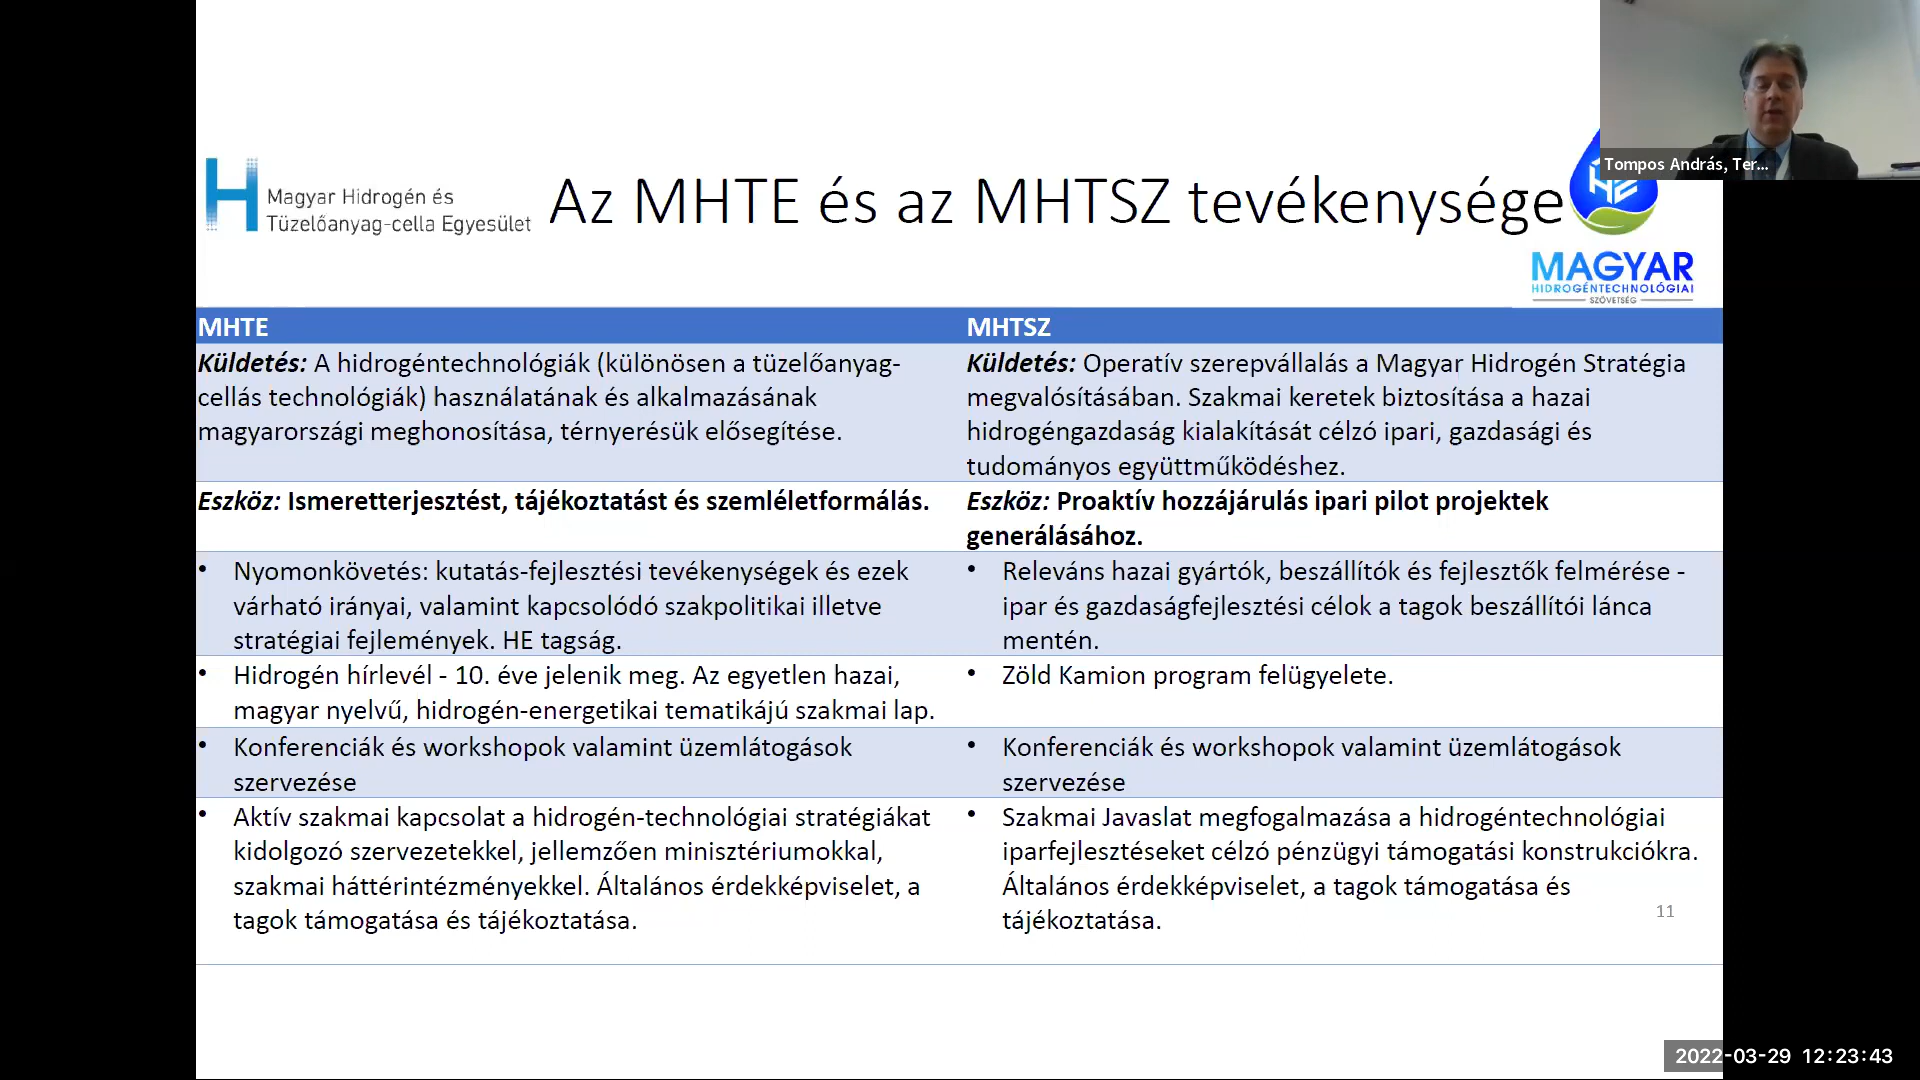 Tompos András, Ter...
Magyar Hidrogén és
Tüzelőanyag-cella Egyesület
Az MHTE és az MHTSZ tevékenysége
MAGYAR
HIDROGÉNTECHNOLÓGIAI
SZÖVETSÉG
MHTE
Küldetés: A hidrogéntechnológiák (különösen a tüzelőanyag-
cellás technológiák) használatának és alkalmazásának
magyarországi meghonosítása, térnyerésük elősegítése.
Eszköz: Ismeretterjesztést, tájékoztatást és szemléletformálás.
• Nyomonkövetés: kutatás-fejlesztési tevékenységek és ezek
várható irányai, valamint kapcsolódó szakpolitikai illetve
stratégiai fejlemények. HE tagság.
• Hidrogén hírlevél - 10. éve jelenik meg. Az egyetlen hazai,
magyar nyelvű, hidrogén-energetikai tematikájú szakmai lap.
• Konferenciák és workshopok valamint üzemlátogások
szervezése
• Aktív szakmai kapcsolat a hidrogén-technológiai stratégiákat
kidolgozó szervezetekkel, jellemzően minisztériumokkal,
szakmai háttérintézményekkel. Általános érdekképviselet, a
tagok támogatása és tájékoztatása.
MHTSZ
Küldetés: Operatív szerepvállalás a Magyar Hidrogén Stratégia
megvalósításában. Szakmai keretek biztosítása a hazai
hidrogéngazdaság kialakítását célzó ipari, gazdasági és
tudományos együttműködéshez.
Eszköz: Proaktív hozzájárulás ipari pilot projektek
generálásához.
• Releváns hazai gyártók, beszállítók és fejlesztők felmérése -
ipar és gazdaságfejlesztési célok a tagok beszállítói lánca
mentén.
• Zöld Kamion program felügyelete.
• Konferenciák és workshopok valamint üzemlátogások
szervezése
• Szakmai Javaslat megfogalmazása a hidrogéntechnológiai
iparfejlesztéseket célzó pénzügyi támogatási konstrukciókra.
Általános érdekképviselet, a tagok támogatása és
tájékoztatása.
11
2022-03-29 12:23:43